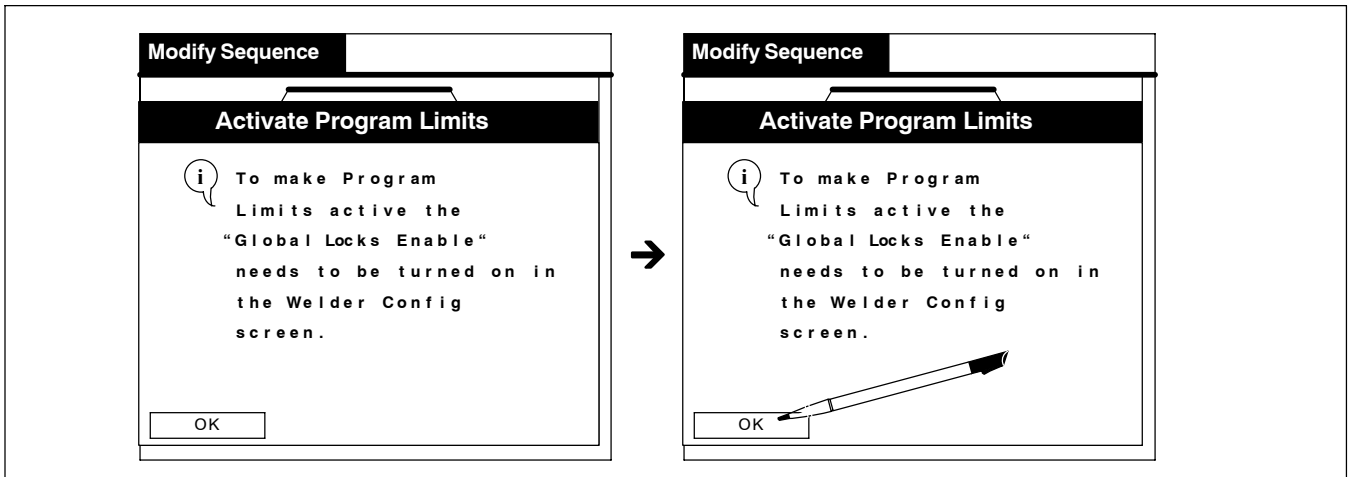 Modify Sequence
Activate Program Limits
i
To make Program
Limits active the
“Global Locks Enable“
needs to be turned on in
the Welder Config
screen.
OK
➔
Modify Sequence
Activate Program Limits
i
To make Program
Limits active the
“Global Locks Enable“
needs to be turned on in
the Welder Config
screen.
OK